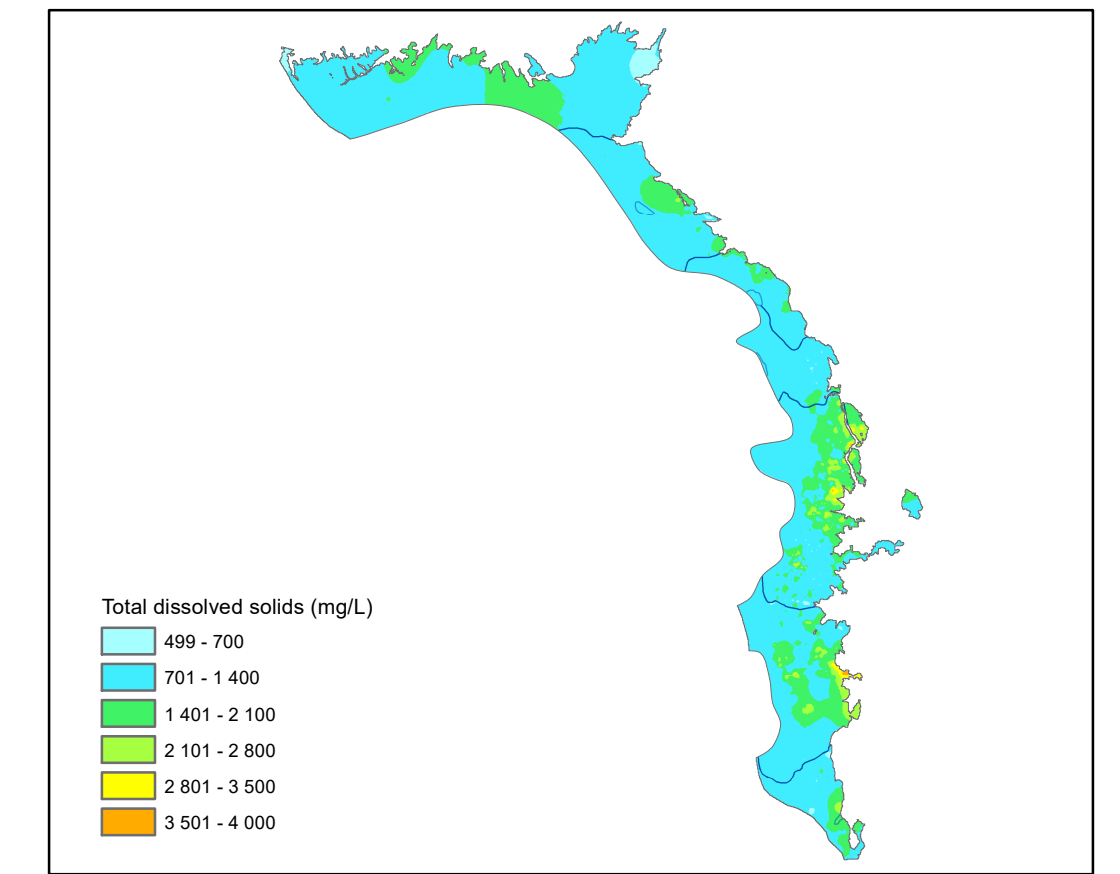 Total dissolved solids (mg/L)
499 - 700
701 - 1 400
1 401 - 2 100
2 101 - 2 800
2 801 - 3 500
3 501 - 4 000